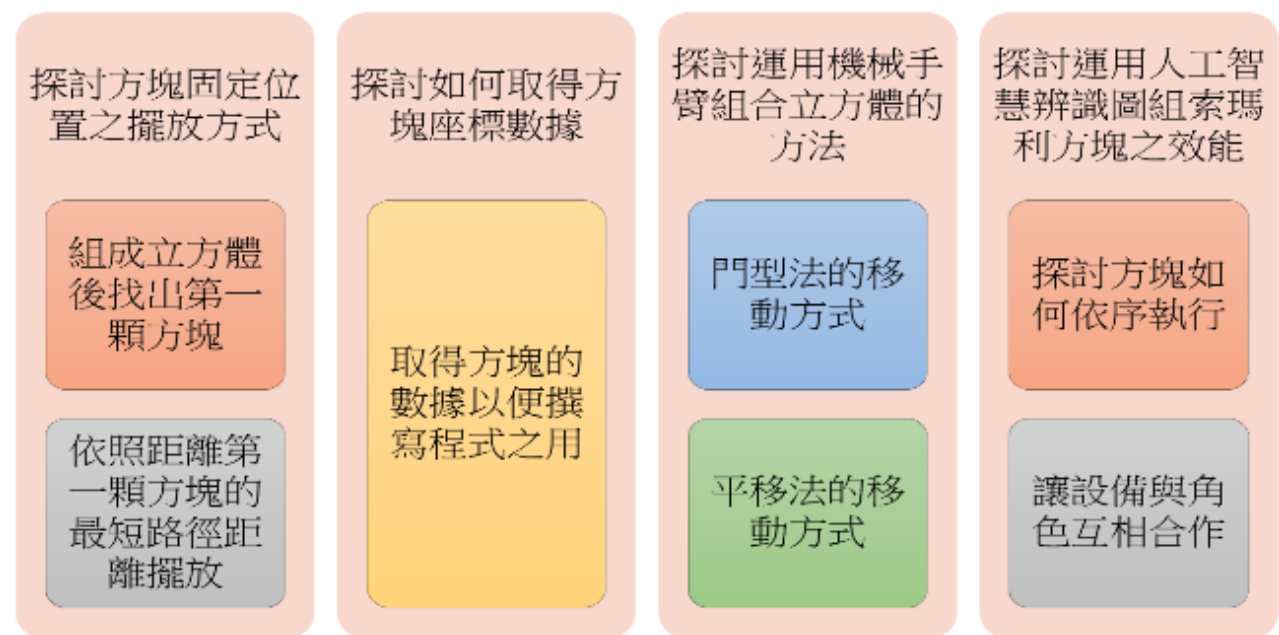 探討方塊固定位
置之擺放方式
組成立方體
後找出第一
顆方塊
依照距離第
一顆方塊的
最短路徑距
離擺放
探討如何取得方
塊座標數據
取得方塊的
數據以便撰
寫程式之用
探討運用機械手
臂組合立方體的
方法
門型法的移
動方式
平移法的移
動方式
探討運用人工智
慧辨識圖組索瑪
利方塊之效能
探討方塊如
何依序執行
讓設備與角
色互相合作